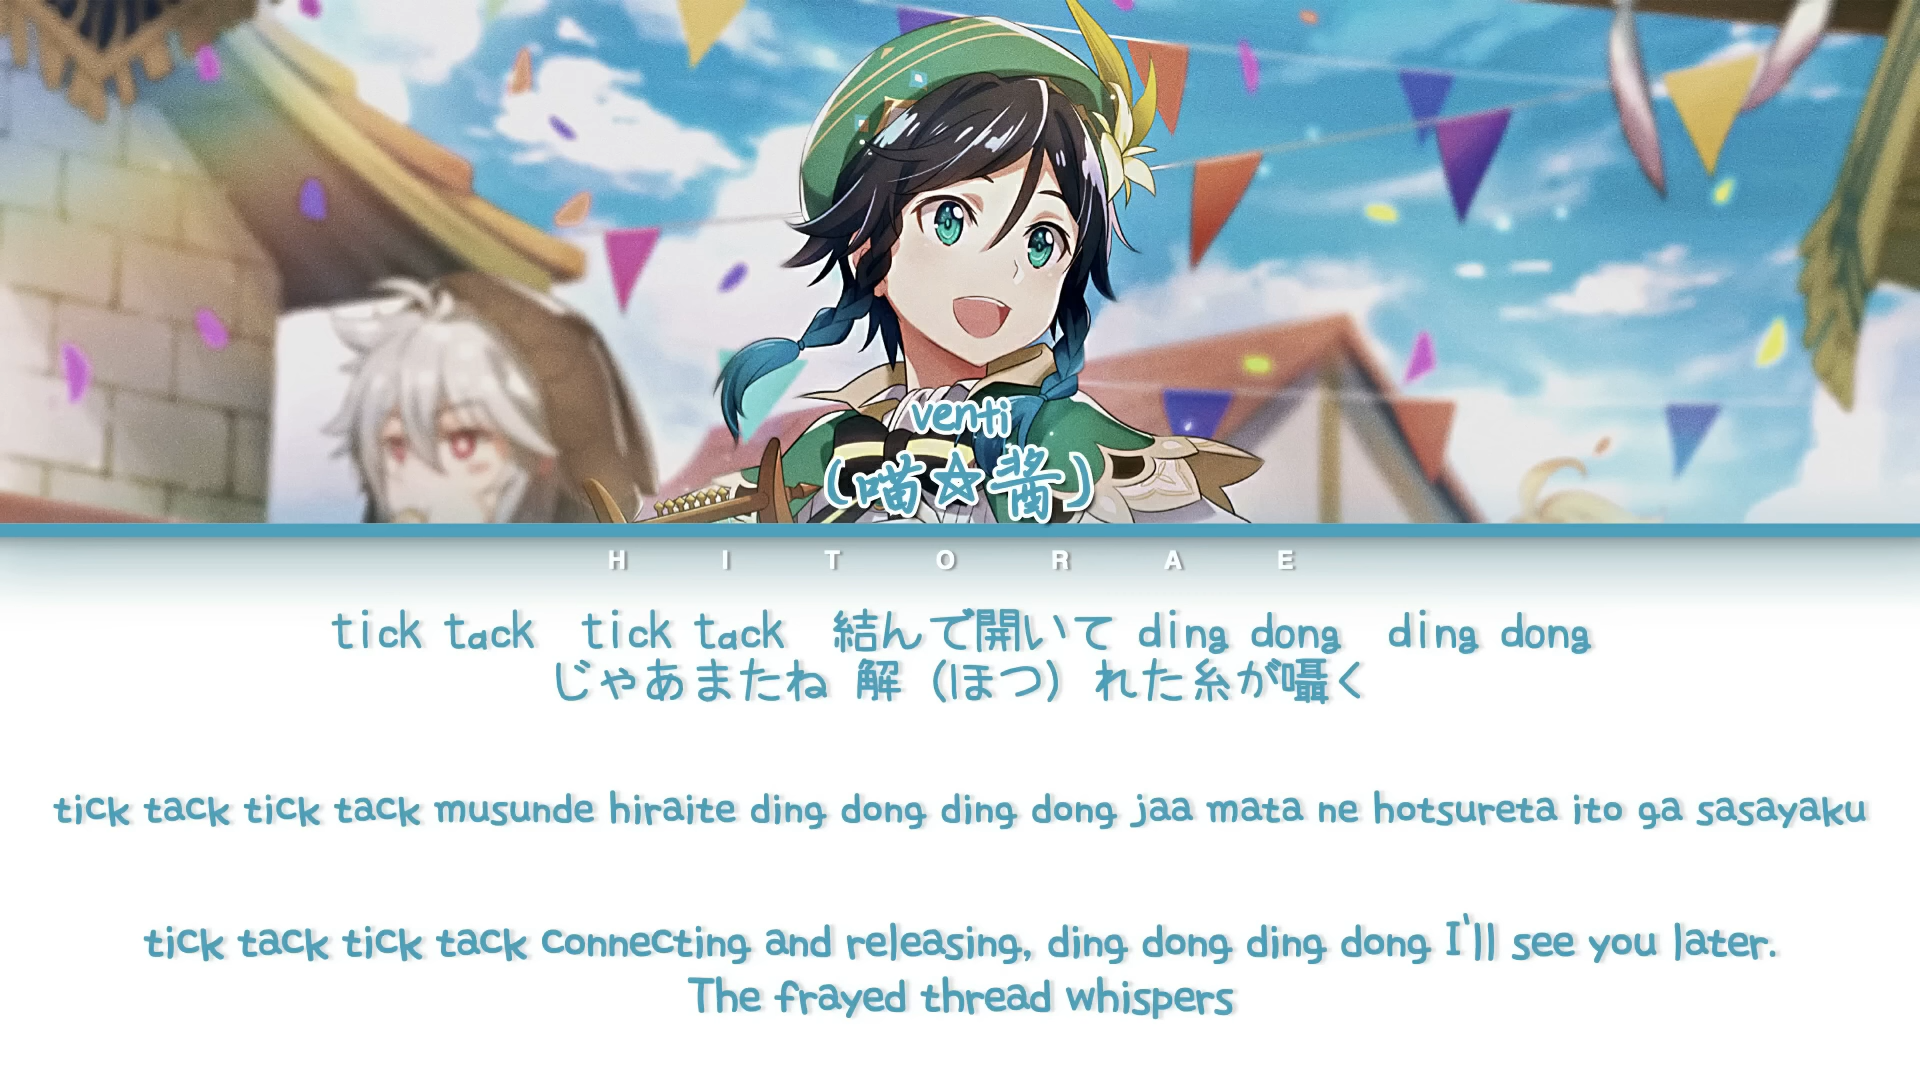 venti
(喵☆酱)
H I T O R A E
tick tack　tick tack　結んで開いて ding dong　ding dong
じゃあまたね 解（ほつ）れた糸が囁く
tick tack tick tack musunde hiraite ding dong ding dong jaa mata ne hotsureta ito ga sasayaku
tick tack tick tack connecting and releasing, ding dong ding dong I'll see you later.
The frayed thread whispers